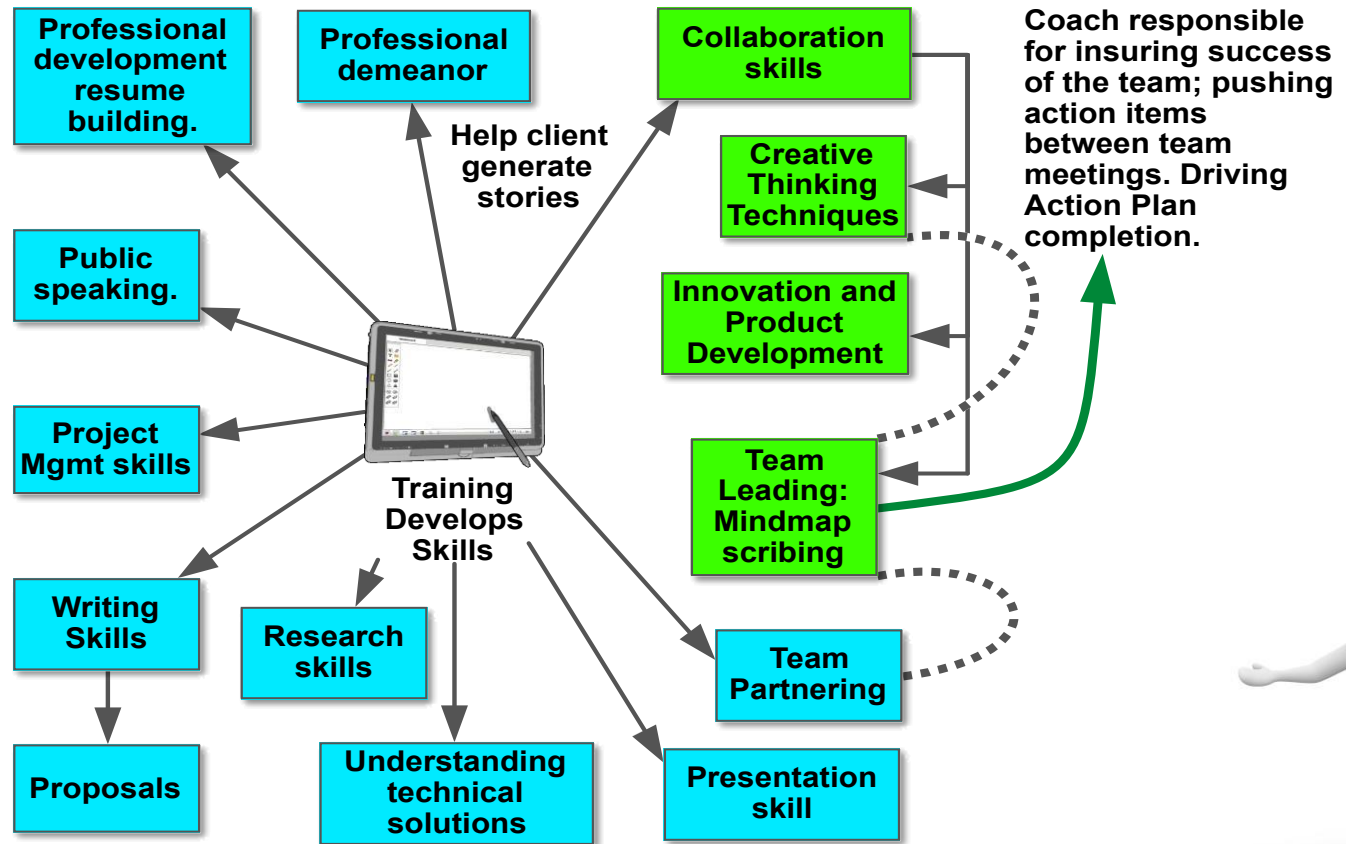 Professional
development
resume
building.
Professional
demeanor
Help client
generate
stories
Collaboration
skills
Coach responsible
for insuring success
of the team; pushing
action items
between team
meetings. Driving
Action Plan
completion.
Creative
Thinking
Techniques
Public
speaking.
Innovation and
Product
Development
Project
Mgmt skills
Training
Develops
Skills
Team
Leading:
Mindmap
scribing
Writing
Skills
Research
skills
Team
Partnering
Proposals
Understanding
technical
solutions
Presentation
skill